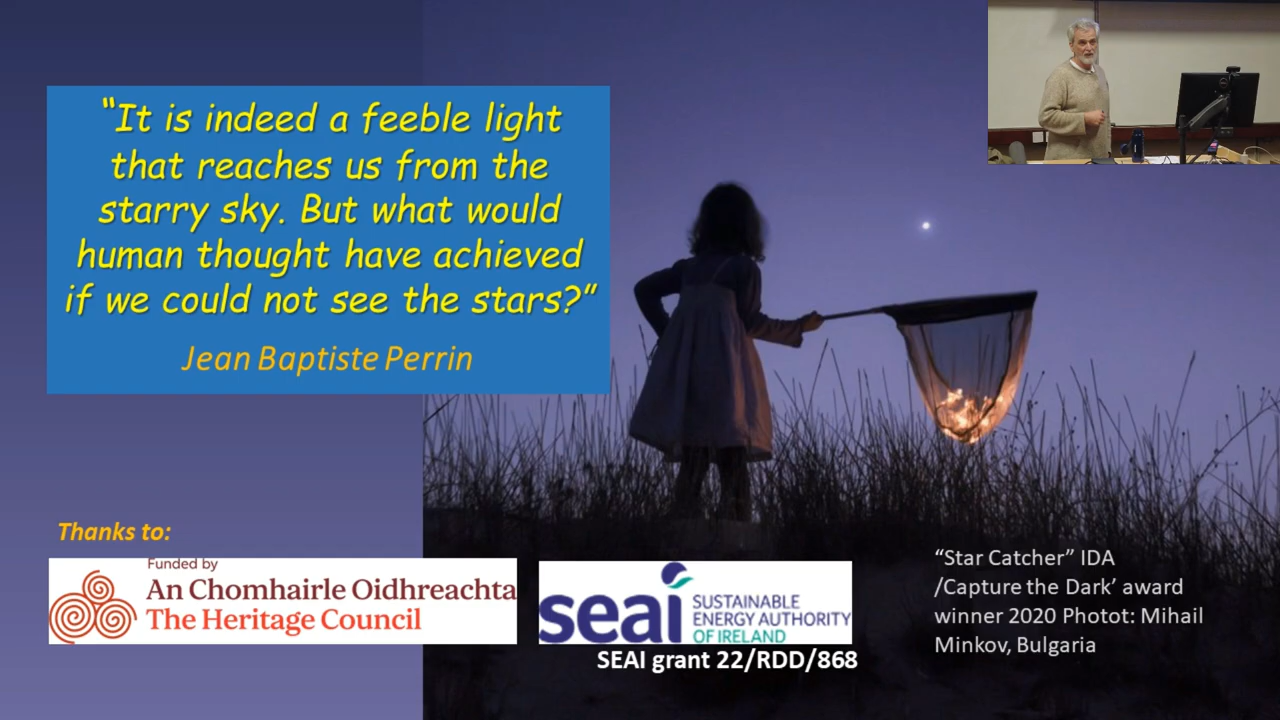 “It is indeed a feeble light
that reaches us from the
starry sky. But what would
human thought have achieved
if we could not see the stars?”
Jean Baptiste Perrin
Thanks to:
Funded by
An Chomhairle Oidhreachta
The Heritage Council
seai SUSTAINABLE
ENERGY AUTHORITY
OF IRELAND
SEAI grant 22/RDD/868
“Star Catcher” IDA
/Capture the Dark’ award
winner 2020 Photot: Mihail
Minkov, Bulgaria